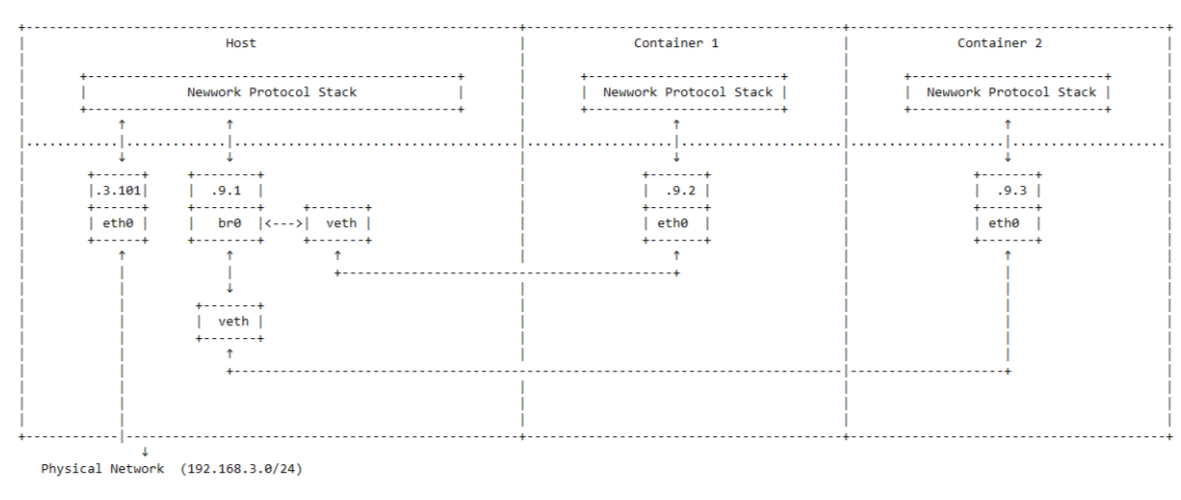 Host Container 1 Container 2
Newwork Protocol Stack Newwork Protocol Stack Newwork Protocol Stack
.3.101 .9.1 .9.2 .9.3
eth0 br0 veth eth0 eth0
veth
Physical Network (192.168.3.0/24)